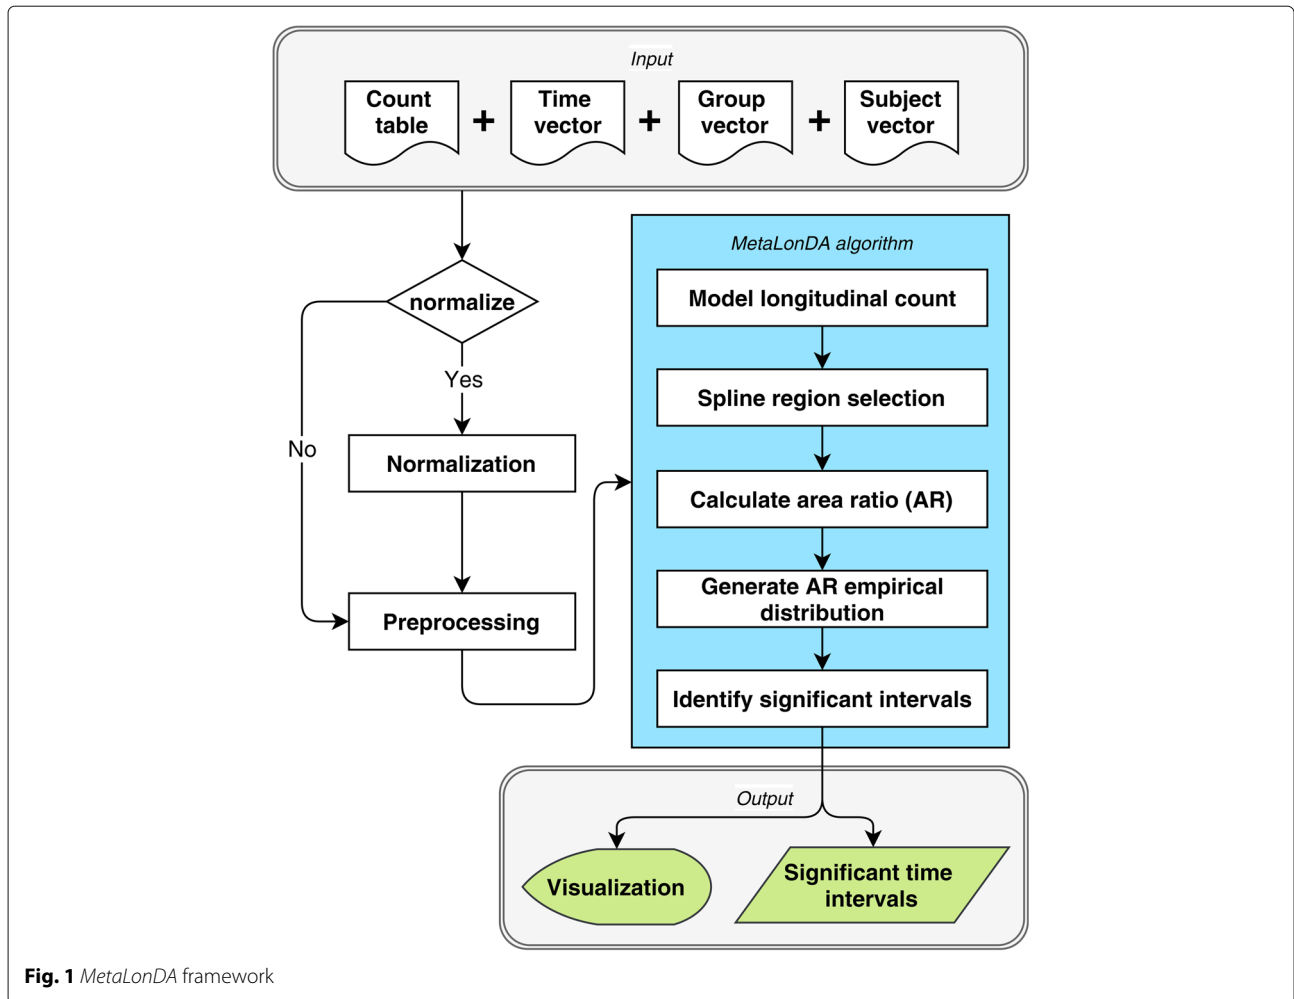 Input
Count
table
+
Time
vector
+
Group
vector
+
Subject
vector
normalize
Yes
No
Normalization
Preprocessing
MetaLonDA algorithm
Model longitudinal count
Spline region selection
Calculate area ratio (AR)
Generate AR empirical
distribution
Identify significant intervals
Output
Visualization
Significant time
intervals
Fig. 1 MetaLonDA framework